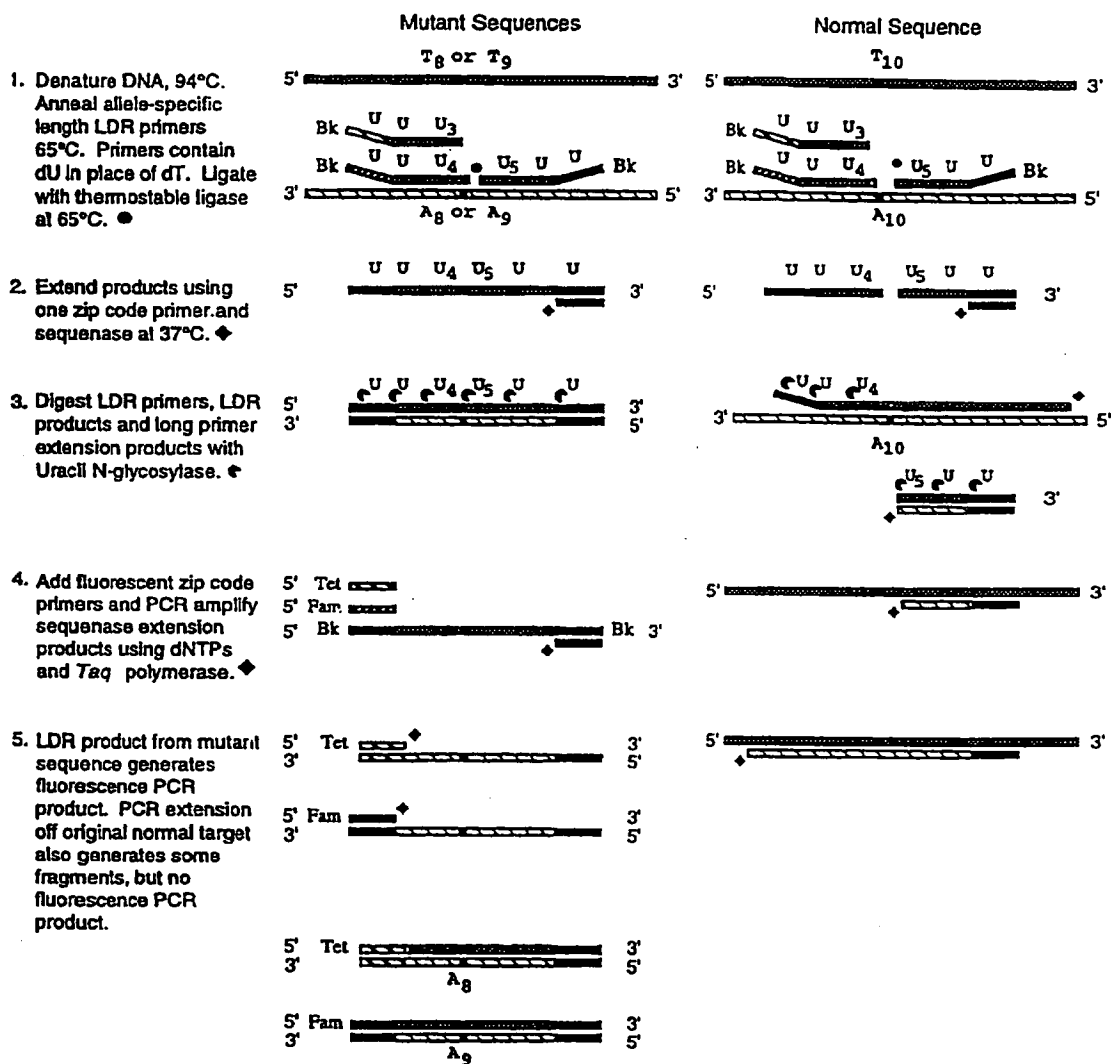 Mutant Sequences
Normal Sequence
T8 or T9
T10
1. Denature DNA, 94°C.
Anneal allele-specific
length LDR primers
65°C. Primers contain
dU in place of dT. Ligate
with thermostable ligase
at 65°C. ●
5' 3' 5' 3'
U U U3 U U U3
Bk Bk
Bk U U U4 U5 U U Bk Bk U U U4 U5 U U Bk
3' 5' 3' 5'
A8 or A9
A10
2. Extend products using
one zip code primer.and
sequenase at 37°C. ◆
U U U4 U5 U U
U U U4 U5 U U
5' 3' 5' 3'
3. Digest LDR primers, LDR
products and long primer
extension products with
Uracil N-glycosylase.
U U U4 U5 U U
5' 3'
3' 5'
U U U4
3' 5'
A10
U5 U U
3'
4. Add fluorescent zip code
primers and PCR amplify
sequenase extension
products using dNTPs
and Taq polymerase. ◆
5' Tet
5' Fam.
5' Bk Bk 3'
5' 3'
5. LDR product from mutant
sequence generates
fluorescence PCR
product. PCR extension
off original normal target
also generates some
fragments, but no
fluorescence PCR
product.
5' Tet 3'
3' 5'
5' 3'
5' Fam
3' 5'
5' Tet 3'
3' 5'
A8
5' Fam 3'
3' 5'
A9